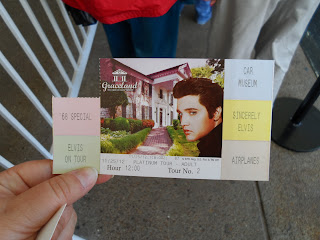 Graceland
68 SPECIAL
ELVIS
ON TOUR
CAR
MUSEUM
SINCERELY
ELVIS
AIRPLANES
PLATINUM TOUR - ADULT
Hour 12:00 Tour No. 2